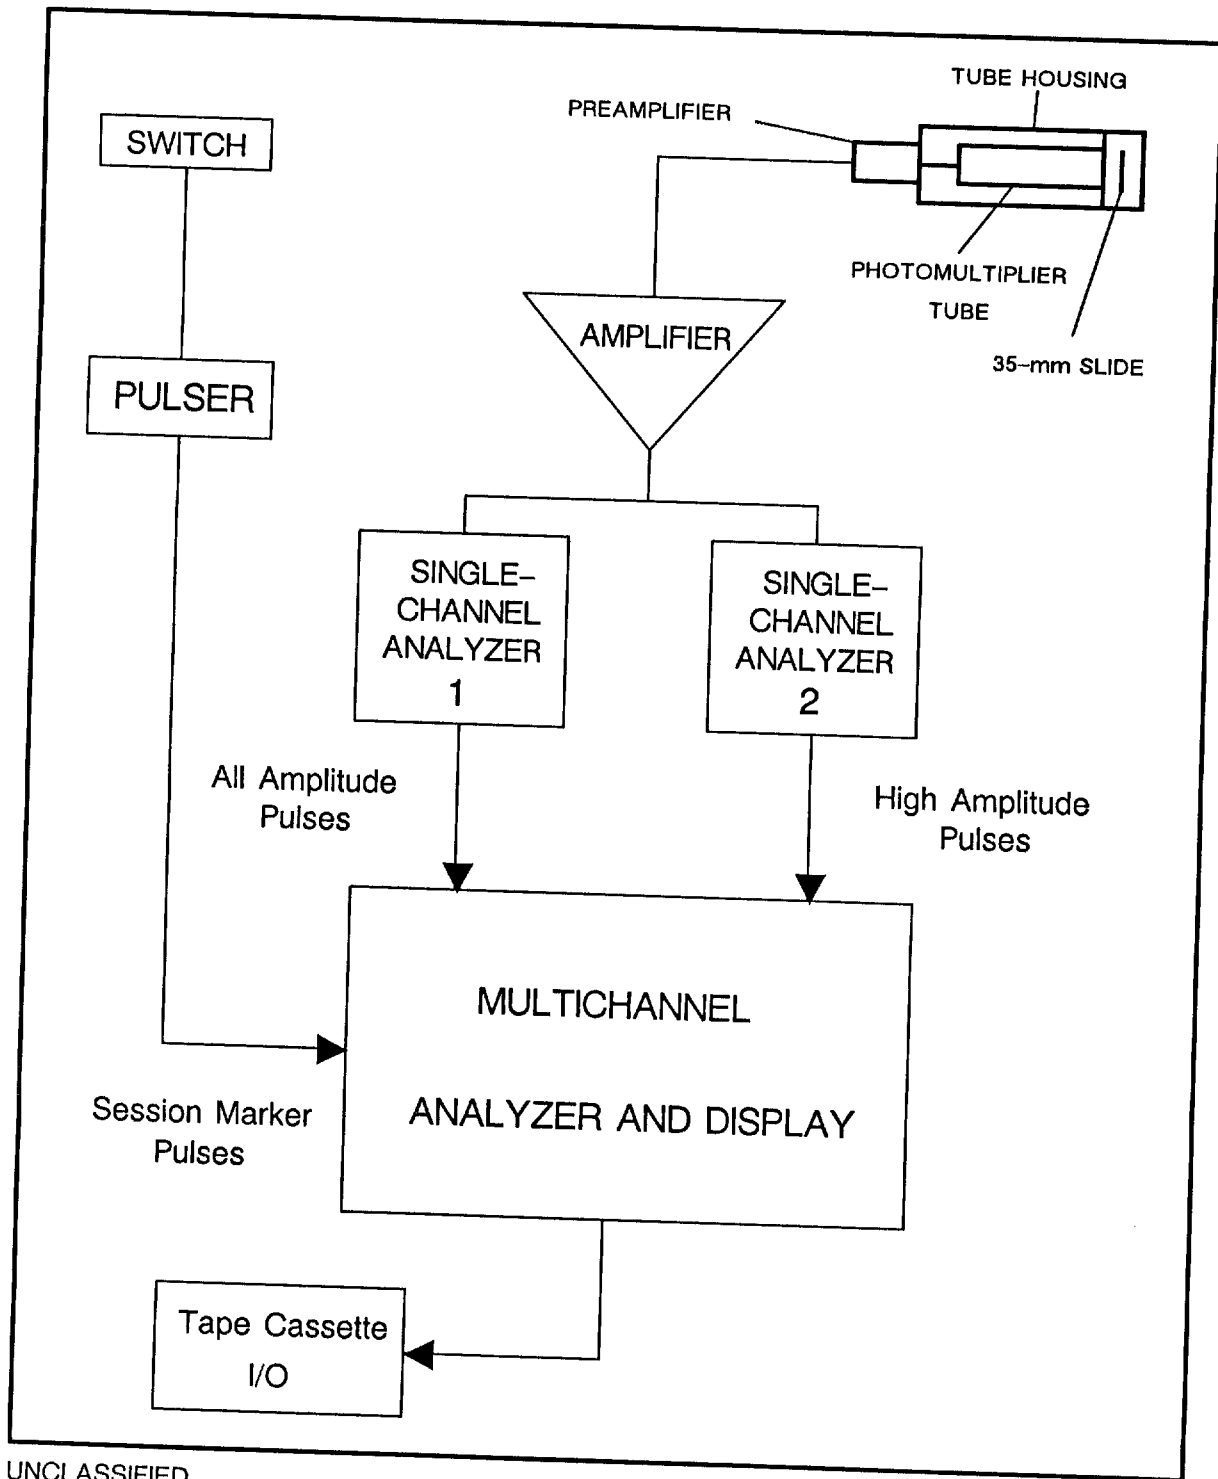 TUBE HOUSING
PREAMPLIFIER
SWITCH
PHOTOMULTIPLIER
TUBE
35-mm SLIDE
AMPLIFIER
PULSER
SINGLE-
CHANNEL
ANALYZER
1
SINGLE-
CHANNEL
ANALYZER
2
All Amplitude
Pulses
High Amplitude
Pulses
MULTICHANNEL
ANALYZER AND DISPLAY
Session Marker
Pulses
Tape Cassette
I/O
UNCLASSIFIED